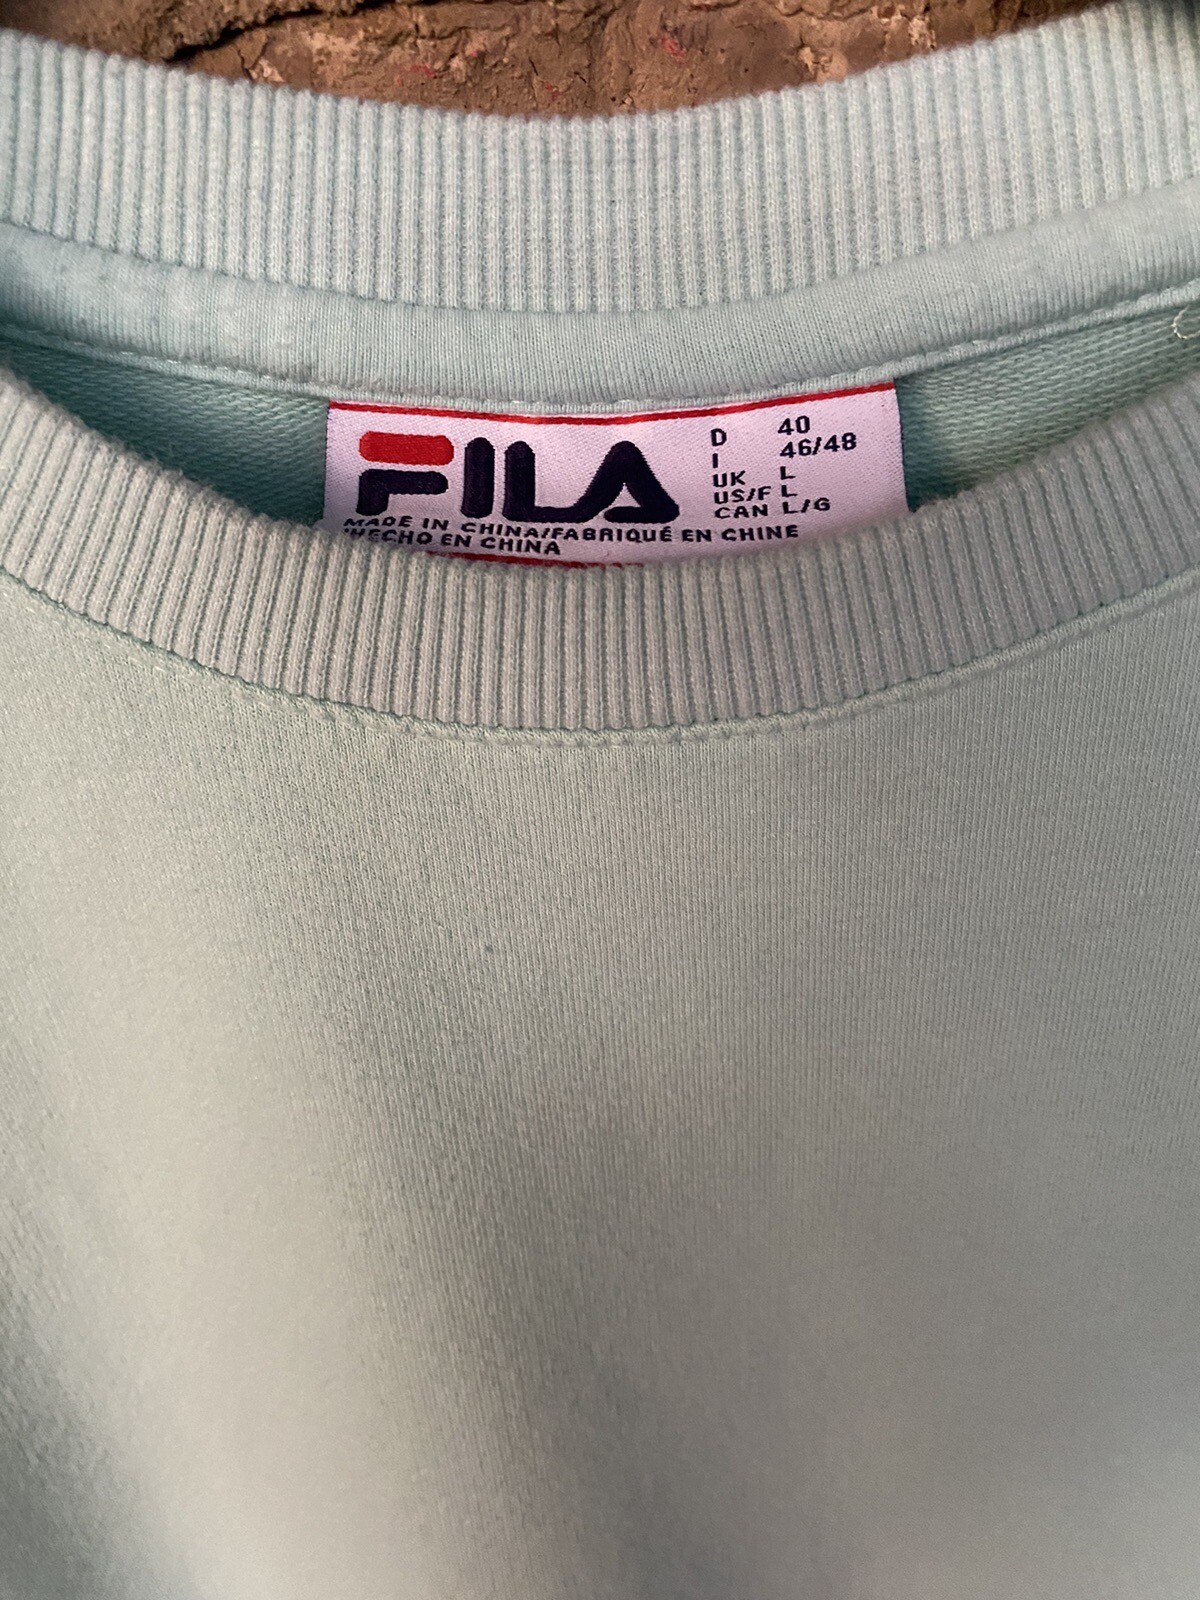 FILA
D 40
I 46/48
UK L
US/F L
CAN L/G
MADE IN CHINA/FABRIQUÉ EN CHINE
HECHO EN CHINA